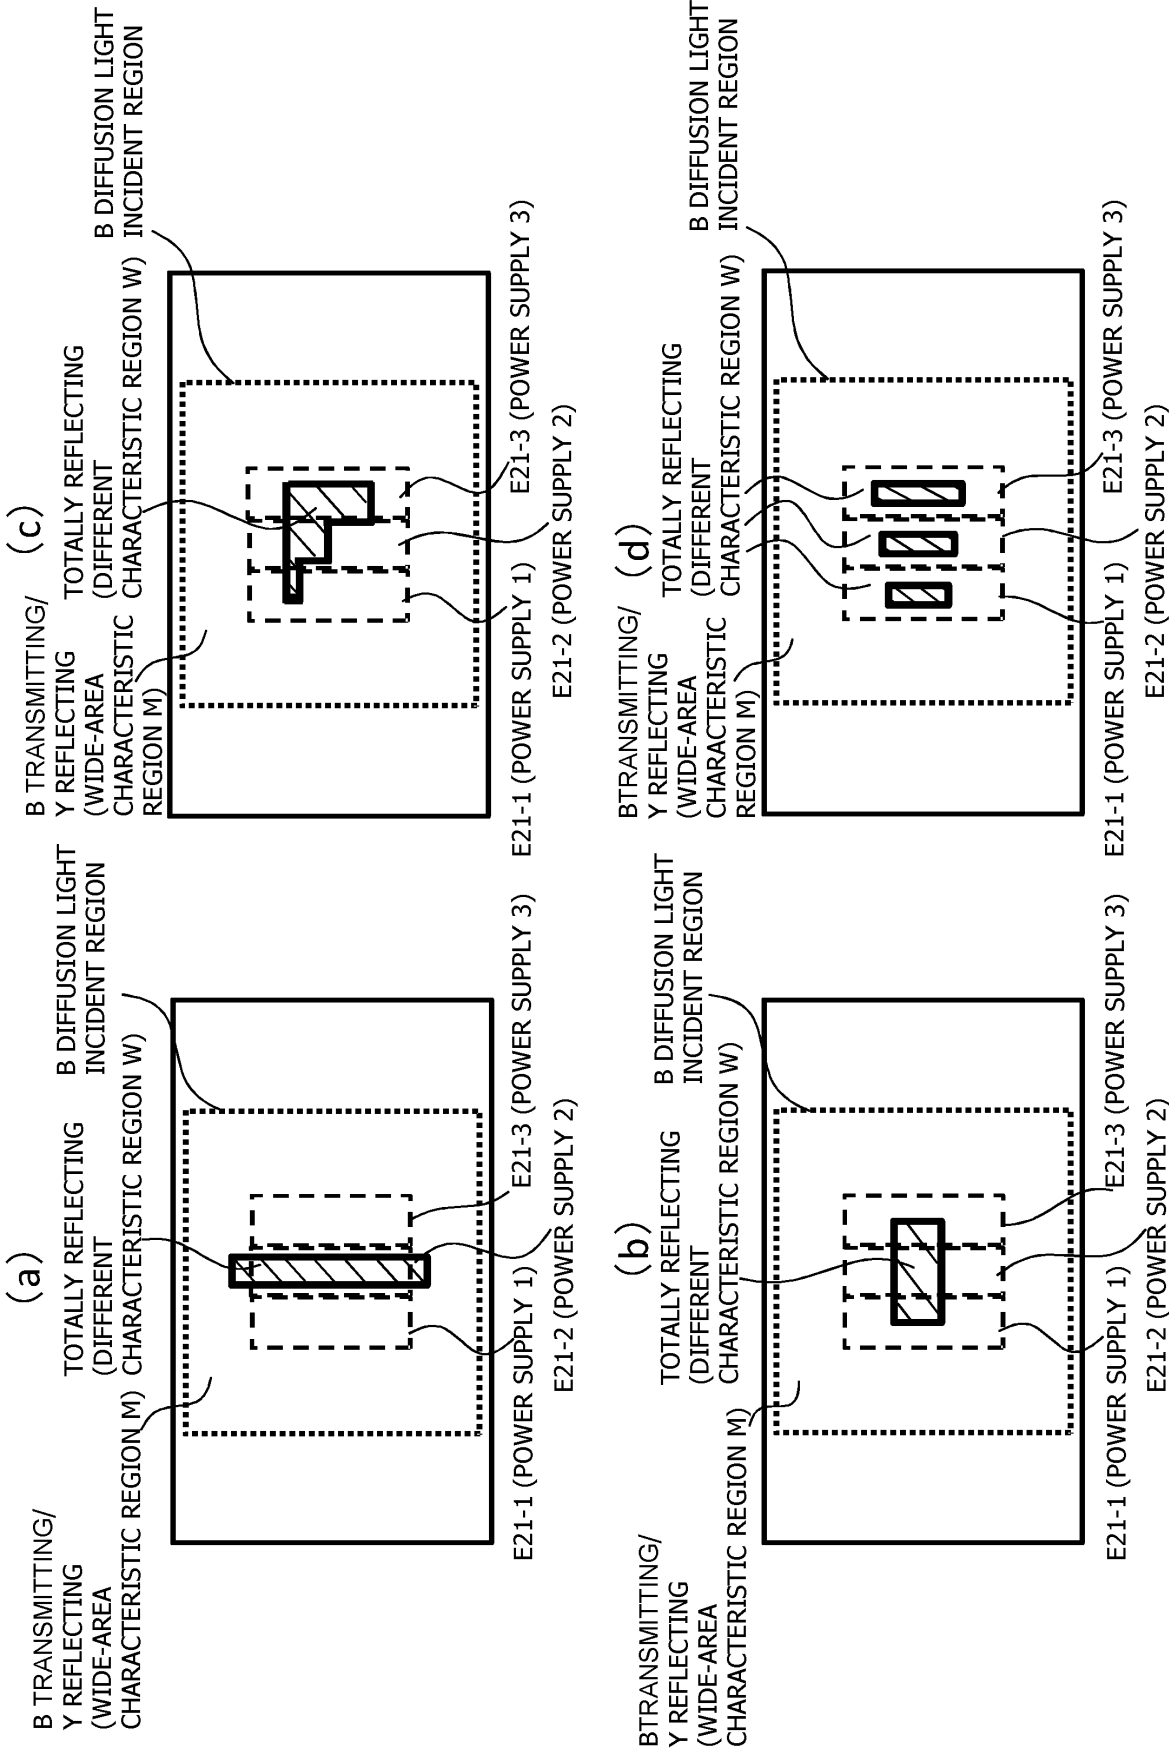 (a)
B TRANSMITTING/
Y REFLECTING
(WIDE-AREA
CHARACTERISTIC REGION M)
TOTALLY REFLECTING
(DIFFERENT
CHARACTERISTIC REGION W)
B DIFFUSION LIGHT
INCIDENT REGION
E21-1 (POWER SUPPLY 1)
E21-2 (POWER SUPPLY 2)
E21-3 (POWER SUPPLY 3)
(c)
B TRANSMITTING/
Y REFLECTING
(WIDE-AREA
CHARACTERISTIC
REGION M)
TOTALLY REFLECTING
(DIFFERENT
CHARACTERISTIC REGION W)
B DIFFUSION LIGHT
INCIDENT REGION
E21-1 (POWER SUPPLY 1)
E21-2 (POWER SUPPLY 2)
E21-3 (POWER SUPPLY 3)
(b)
BTRANSMITTING/
Y REFLECTING
(WIDE-AREA
CHARACTERISTIC REGION M)
TOTALLY REFLECTING
(DIFFERENT
CHARACTERISTIC REGION W)
B DIFFUSION LIGHT
INCIDENT REGION
E21-1 (POWER SUPPLY 1)
E21-2 (POWER SUPPLY 2)
E21-3 (POWER SUPPLY 3)
(d)
BTRANSMITTING/
Y REFLECTING
(WIDE-AREA
CHARACTERISTIC
REGION M)
TOTALLY REFLECTING
(DIFFERENT
CHARACTERISTIC REGION W)
B DIFFUSION LIGHT
INCIDENT REGION
E21-1 (POWER SUPPLY 1)
E21-2 (POWER SUPPLY 2)
E21-3 (POWER SUPPLY 3)